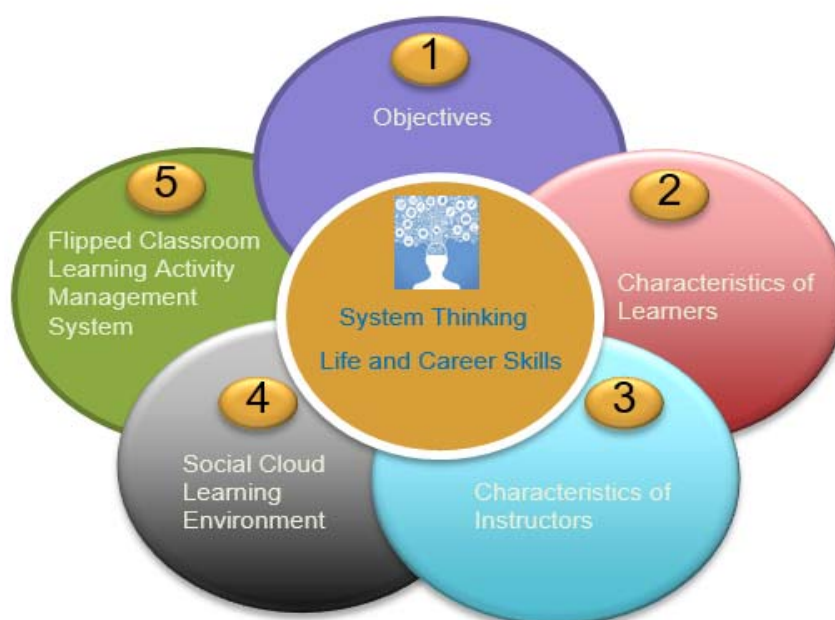 1
Objectives
2
Characteristics of
Learners
3
Characteristics of
Instructors
4
Social Cloud
Learning
Environment
5
Flipped Classroom
Learning Activity
Management
System
System Thinking
Life and Career Skills